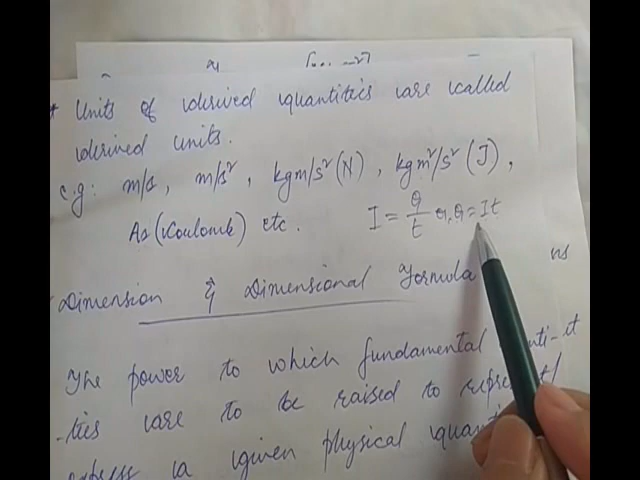 * Units of derived quantities are called
derived units.
e.g: m/s, m/s², kgm/s² (N), kgm²/s² (J),
As (Coulomb) etc. I = Q/t or, Q = It
Dimension & Dimensional Formula
The power to which fundamental
-ties are to be raised to
express a given physical